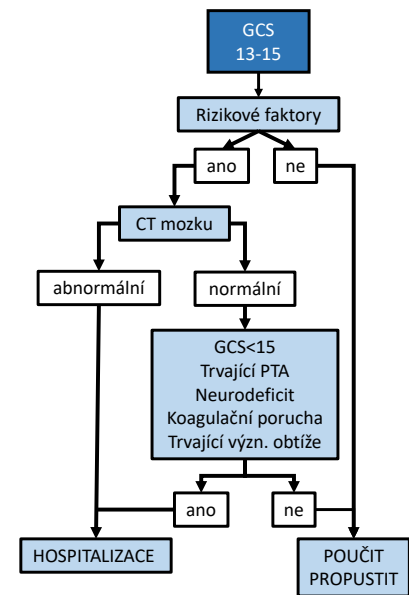 GCS
13-15
Rizikové faktory
ano
ne
CT mozku
abnormální
normální
GCS<15
Trvající PTA
Neurodeficit
Koagulační porucha
Trvající význ. obtíže
ano
ne
HOSPITALIZACE
POUČIT
PROPUSTIT